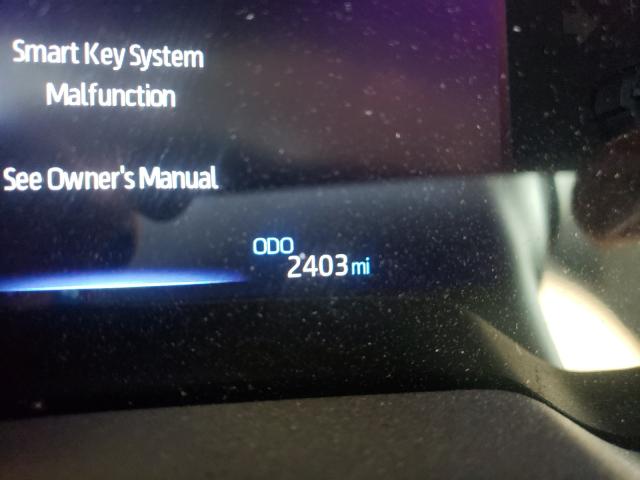 Smart Key System
Malfunction
See Owner's Manual
ODO
2403 mi